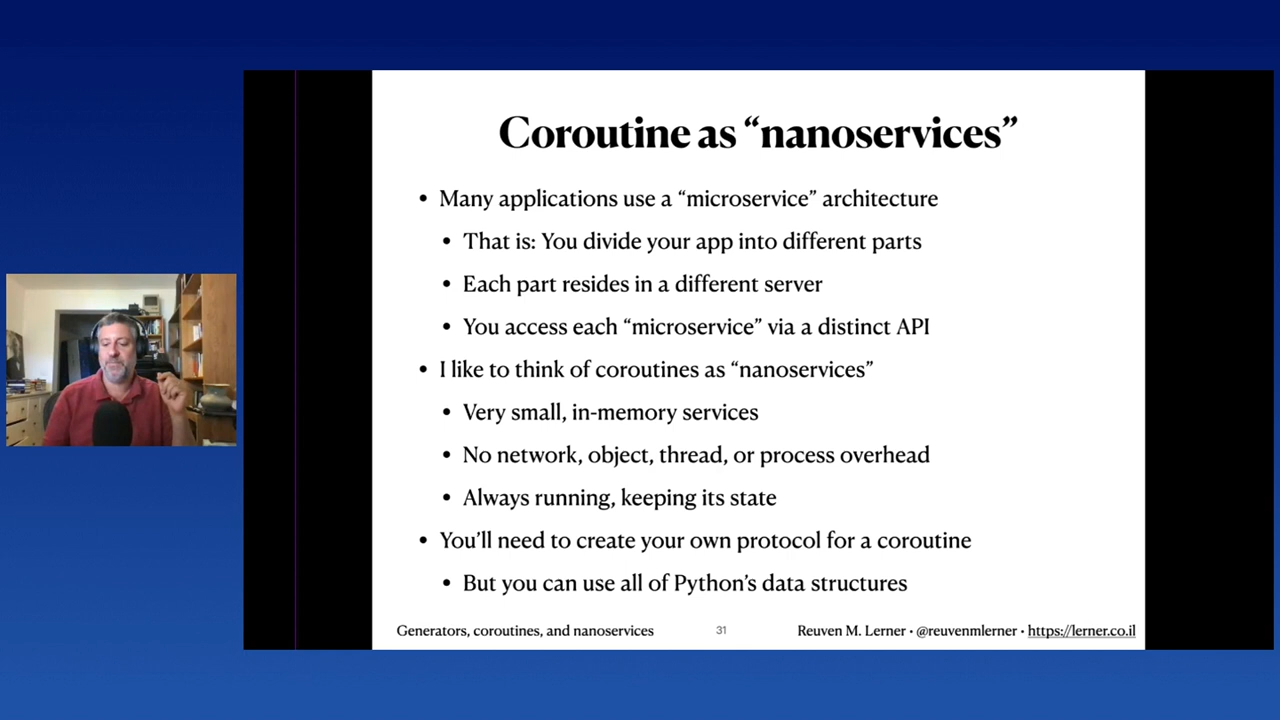 Coroutine as “nanoservices”
• Many applications use a “microservice” architecture
• That is: You divide your app into different parts
• Each part resides in a different server
• You access each “microservice” via a distinct API
• I like to think of coroutines as “nanoservices”
• Very small, in-memory services
• No network, object, thread, or process overhead
• Always running, keeping its state
• You’ll need to create your own protocol for a coroutine
• But you can use all of Python’s data structures
Generators, coroutines, and nanoservices 31 Reuven M. Lerner • @reuvenmlerner • https://lerner.co.il